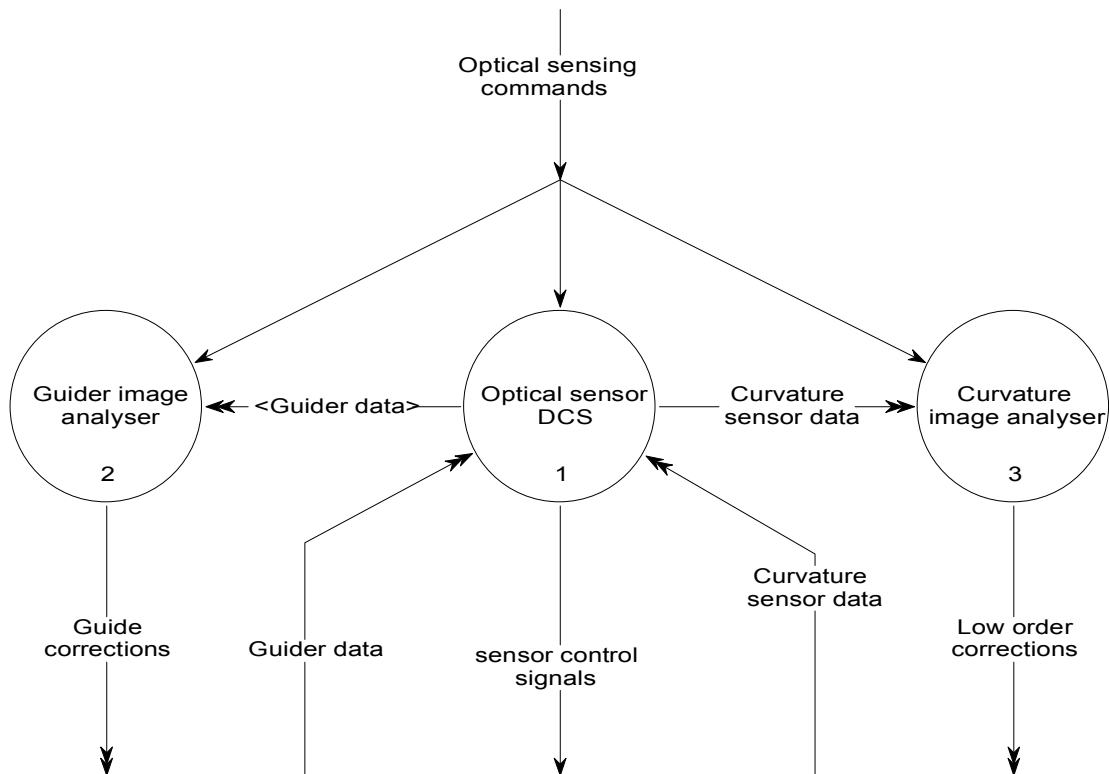 Optical sensing
commands
Guider image
analyser
2
<Guider data>
Optical sensor
DCS
1
Curvature
sensor data
Curvature
image analyser
3
Guide
corrections
Guider data
sensor control
signals
Curvature
sensor data
Low order
corrections